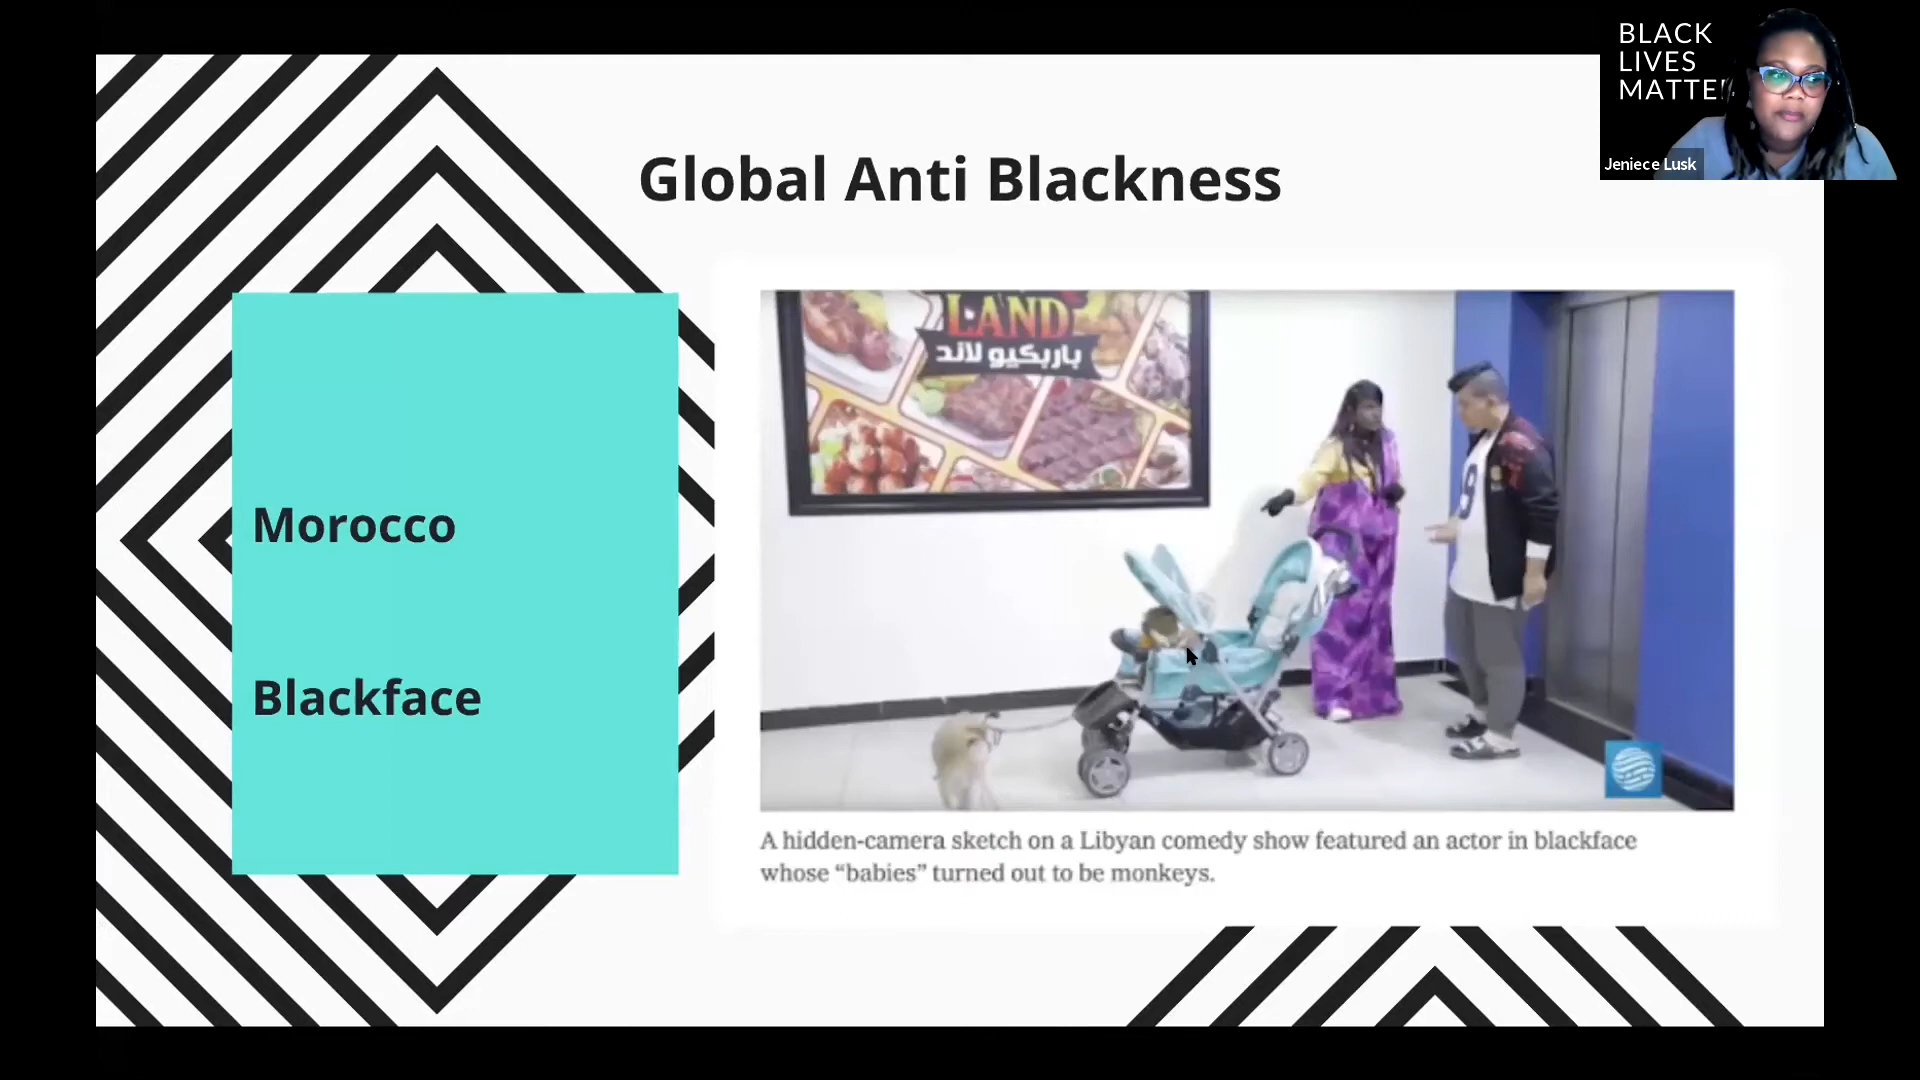 BLACK
LIVES
MATTE
Jeniece Lusk
Global Anti Blackness
Morocco
Blackface
LAND
باربكيو لاند
A hidden-camera sketch on a Libyan comedy show featured an actor in blackface
whose “babies” turned out to be monkeys.